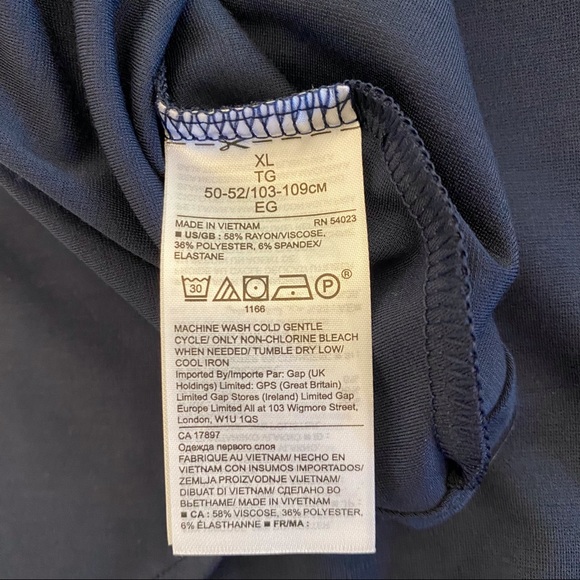 XL
TG
50-52/103-109CM
EG
MADE IN VIETNAM RN 54023
■ US/GB : 58% RAYON/VISCOSE,
36% POLYESTER, 6% SPANDEX/
ELASTANE
30 P ®
1166
MACHINE WASH COLD GENTLE
CYCLE/ ONLY NON-CHLORINE BLEACH
WHEN NEEDED/ TUMBLE DRY LOW/
COOL IRON
Imported By/Importe Par: Gap (UK
Holdings) Limited: GPS (Great Britain)
Limited Gap Stores (Ireland) Limited Gap
Europe Limited All at 103 Wigmore Street,
London, W1U 1QS
CA 17897
Одежда первого слоя
FABRIQUE AU VIETNAM/ HECHO EN
VIETNAM CON INSUMOS IMPORTADOS/
ZEMLJA PROIZVODNJE VIJETNAM/
DIBUAT DI VIETNAM/ СДЕЛАНО ВО
ВЬЕТНАМЕ/ MADE IN VIYETNAM
■ CA : 58% VISCOSE, 36% POLYESTER,
6% ÉLASTHANNE ■ FR/MA :